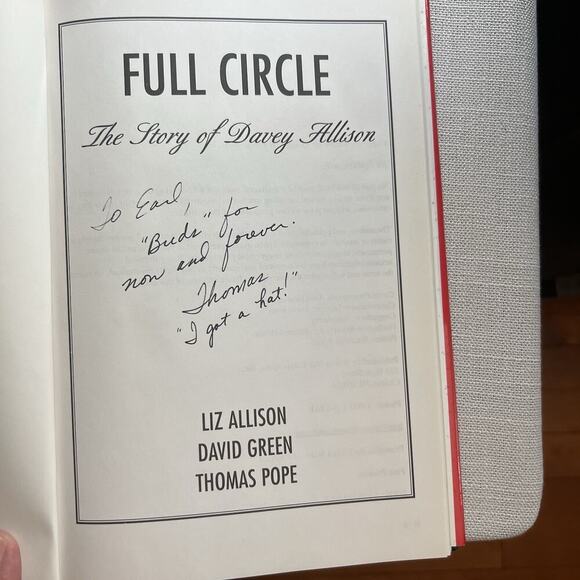 FULL CIRCLE
The Story of Davey Allison
To Earl,
"Buds" for
now and forever.
Thomas
"I got a hat!"
LIZ ALLISON
DAVID GREEN
THOMAS POPE